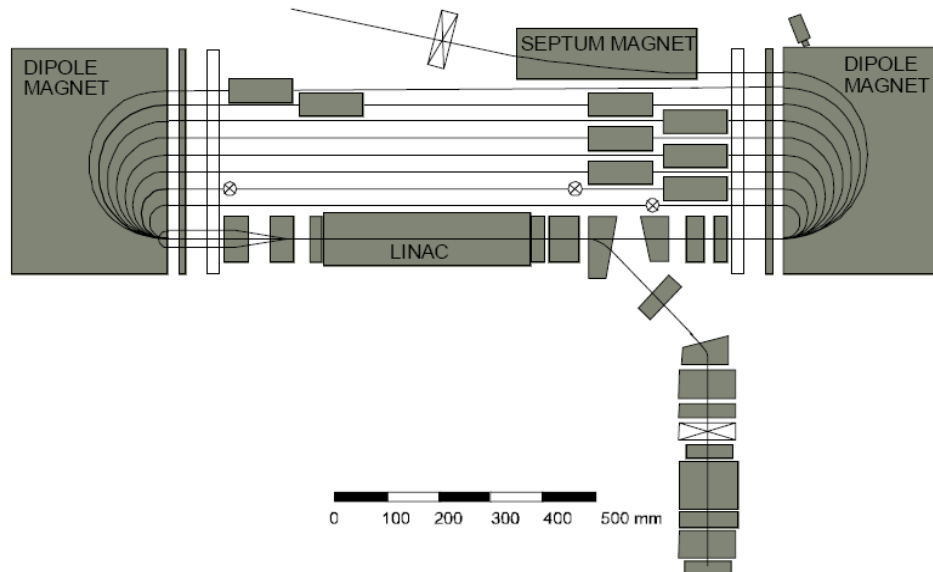 SEPTUM MAGNET
DIPOLE
MAGNET
DIPOLE
MAGNET
LINAC
0 100 200 300 400 500 mm